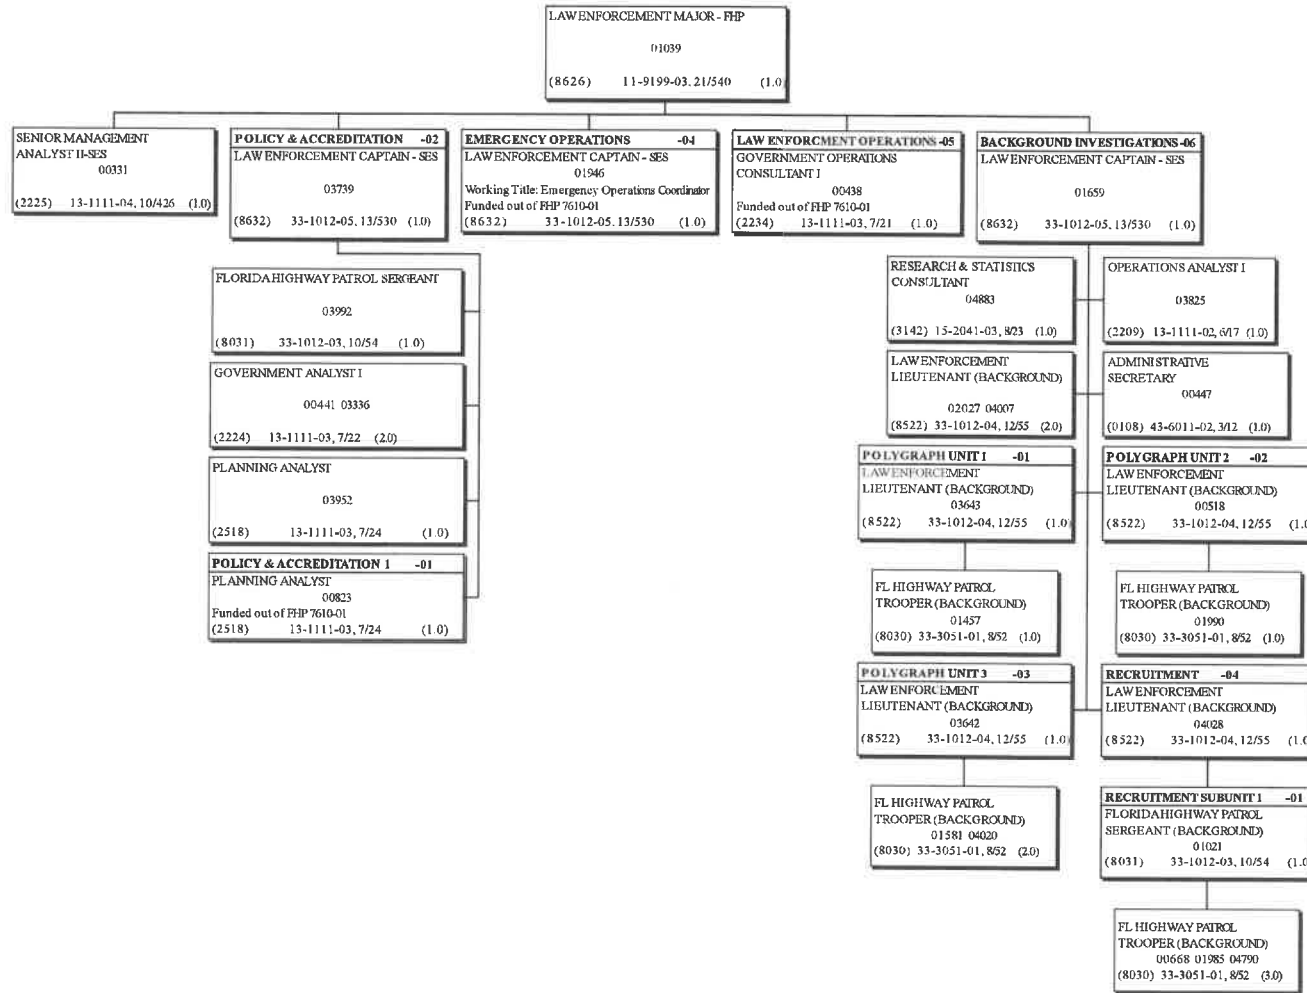 LAW ENFORCEMENT MAJOR - FHP
01039
(8626) 11-9199-03, 21/540 (1.0)
SENIOR MANAGEMENT
ANALYST II-SES
00331
(2225) 13-1111-04, 10/426 (1.0)
POLICY & ACCREDITATION -02
LAW ENFORCEMENT CAPTAIN - SES
03739
(8632) 33-1012-05, 13/530 (1.0)
EMERGENCY OPERATIONS -04
LAW ENFORCEMENT CAPTAIN - SES
01946
Working Title: Emergency Operations Coordinator
Funded out of FHP 7610-01
(8632) 33-1012-05, 13/530 (1.0)
LAW ENFORCMENT OPERATIONS -05
GOVERNMENT OPERATIONS
CONSULTANT I
00438
Funded out of FHP 7610-01
(2234) 13-1111-03, 7/21 (1.0)
BACKGROUND INVESTIGATIONS -06
LAW ENFORCEMENT CAPTAIN - SES
01659
(8632) 33-1012-05, 13/530 (1.0)
FLORIDA HIGHWAY PATROL SERGEANT
03992
(8031) 33-1012-03, 10/54 (1.0)
GOVERNMENT ANALYST I
00441 03336
(2224) 13-1111-03, 7/22 (2.0)
PLANNING ANALYST
03952
(2518) 13-1111-03, 7/24 (1.0)
POLICY & ACCREDITATION 1 -01
PLANNING ANALYST
00823
Funded out of FHP 7610-01
(2518) 13-1111-03, 7/24 (1.0)
RESEARCH & STATISTICS
CONSULTANT
04883
(3142) 15-2041-03, 8/23 (1.0)
OPERATIONS ANALYST I
03825
(2209) 13-1111-02, 6/17 (1.0)
LAW ENFORCEMENT
LIEUTENANT (BACKGROUND)
02027 04007
(8522) 33-1012-04, 12/55 (2.0)
ADMINISTRATIVE
SECRETARY
00447
(0108) 43-6011-02, 3/12 (1.0)
POLYGRAPH UNIT 1 -01
LAW ENFORCEMENT
LIEUTENANT (BACKGROUND)
03643
(8522) 33-1012-04, 12/55 (1.0)
POLYGRAPH UNIT 2 -02
LAW ENFORCEMENT
LIEUTENANT (BACKGROUND)
00518
(8522) 33-1012-04, 12/55 (1.0
FL HIGHWAY PATROL
TROOPER (BACKGROUND)
01457
(8030) 33-3051-01, 8/52 (1.0)
FL HIGHWAY PATROL
TROOPER (BACKGROUND)
01990
(8030) 33-3051-01, 8/52 (1.0)
POLYGRAPH UNIT 3 -03
LAW ENFORCEMENT
LIEUTENANT (BACKGROUND)
03642
(8522) 33-1012-04, 12/55 (1.0)
RECRUITMENT -04
LAW ENFORCEMENT
LIEUTENANT (BACKGROUND)
04028
(8522) 33-1012-04, 12/55 (1.0
FL HIGHWAY PATROL
TROOPER (BACKGROUND)
01581 04020
(8030) 33-3051-01, 8/52 (2.0)
RECRUITMENT SUBUNIT 1 -01
FLORIDA HIGHWAY PATROL
SERGEANT (BACKGROUND)
01021
(8031) 33-1012-03, 10/54 (1.0
FL HIGHWAY PATROL
TROOPER (BACKGROUND)
00668 01985 04790
(8030) 33-3051-01, 8/52 (3.0)